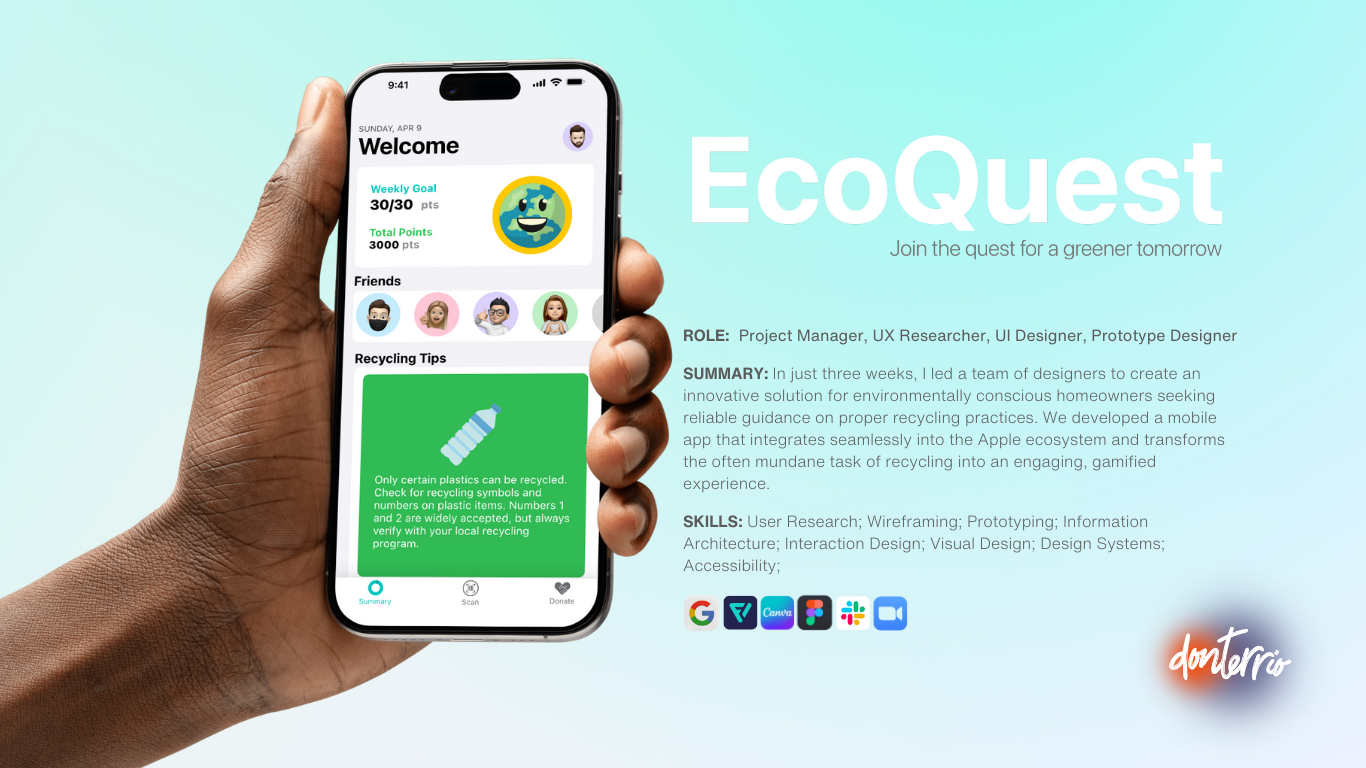 9:41
SUNDAY, APR 9
Welcome
Weekly Goal
30/30 pts
Total Points
3000 pts
Friends
Recycling Tips
Only certain plastics can be recycled.
Check for recycling symbols and
numbers on plastic items. Numbers 1
and 2 are widely accepted, but always
verify with your local recycling
program.
Summary
Scan
Donate
EcoQuest
Join the quest for a greener tomorrow
ROLE: Project Manager, UX Researcher, UI Designer, Prototype Designer
SUMMARY: In just three weeks, I led a team of designers to create an
innovative solution for environmentally conscious homeowners seeking
reliable guidance on proper recycling practices. We developed a mobile
app that integrates seamlessly into the Apple ecosystem and transforms
the often mundane task of recycling into an engaging, gamified
experience.
SKILLS: User Research; Wireframing; Prototyping; Information
Architecture; Interaction Design; Visual Design; Design Systems;
Accessibility;
G
Canva
donterrio